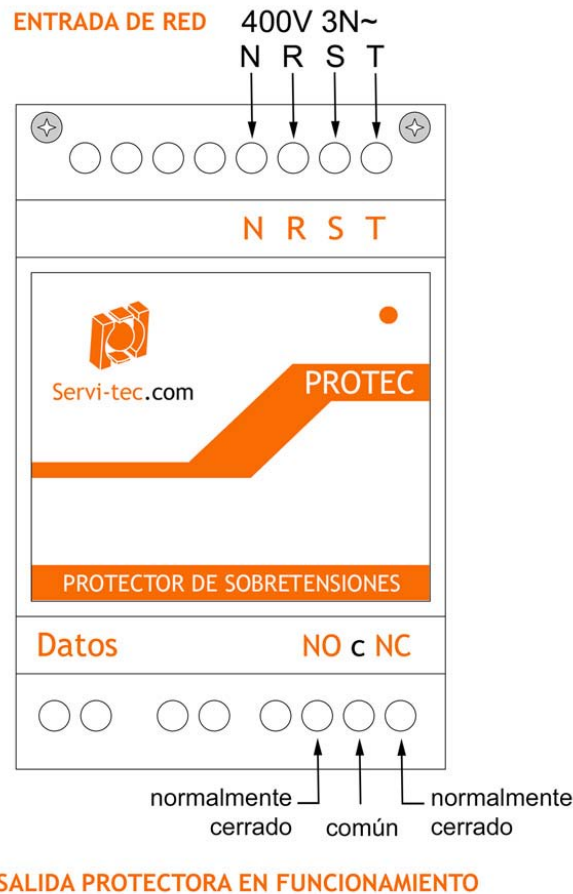 ENTRADA DE RED 400V 3N~
N R S T
N R S T
Servi-tec.com
PROTEC
PROTECTOR DE SOBRETENSIONES
Datos NO c NC
normalmente cerrado
común
normalmente cerrado
SALIDA PROTECTORA EN FUNCIONAMIENTO